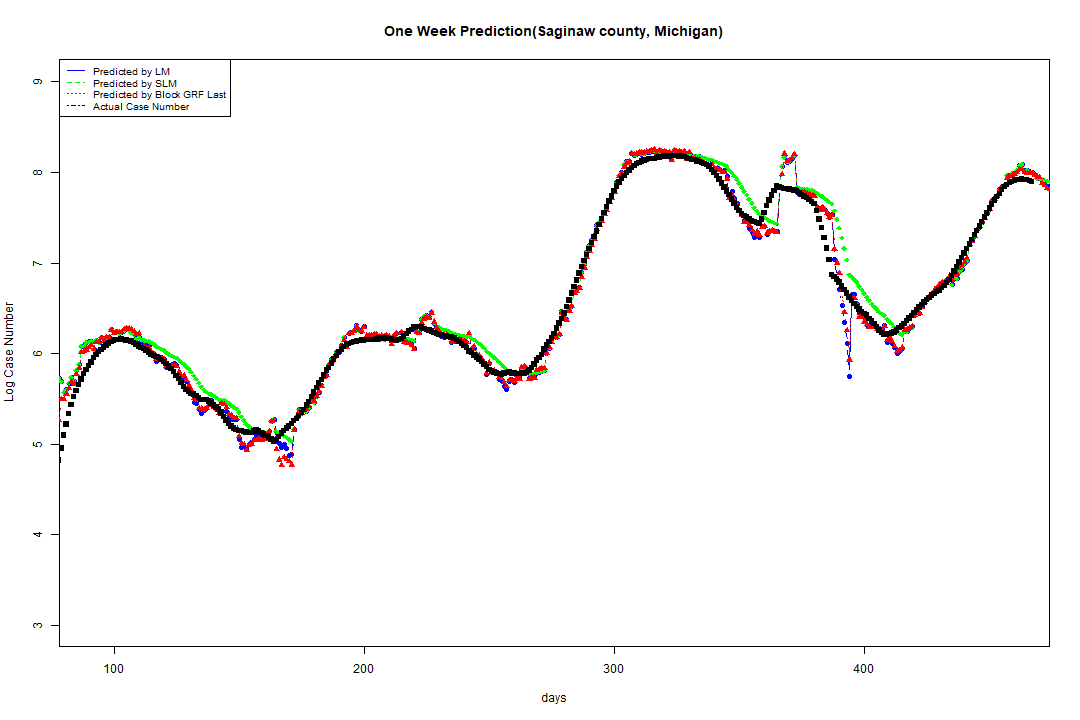 One Week Prediction(Saginaw county, Michigan)
Predicted by LM
Predicted by SLM
Predicted by Block GRF Last
Actual Case Number
9
8
7
6
5
4
3
Log Case Number
100 200 300 400
days